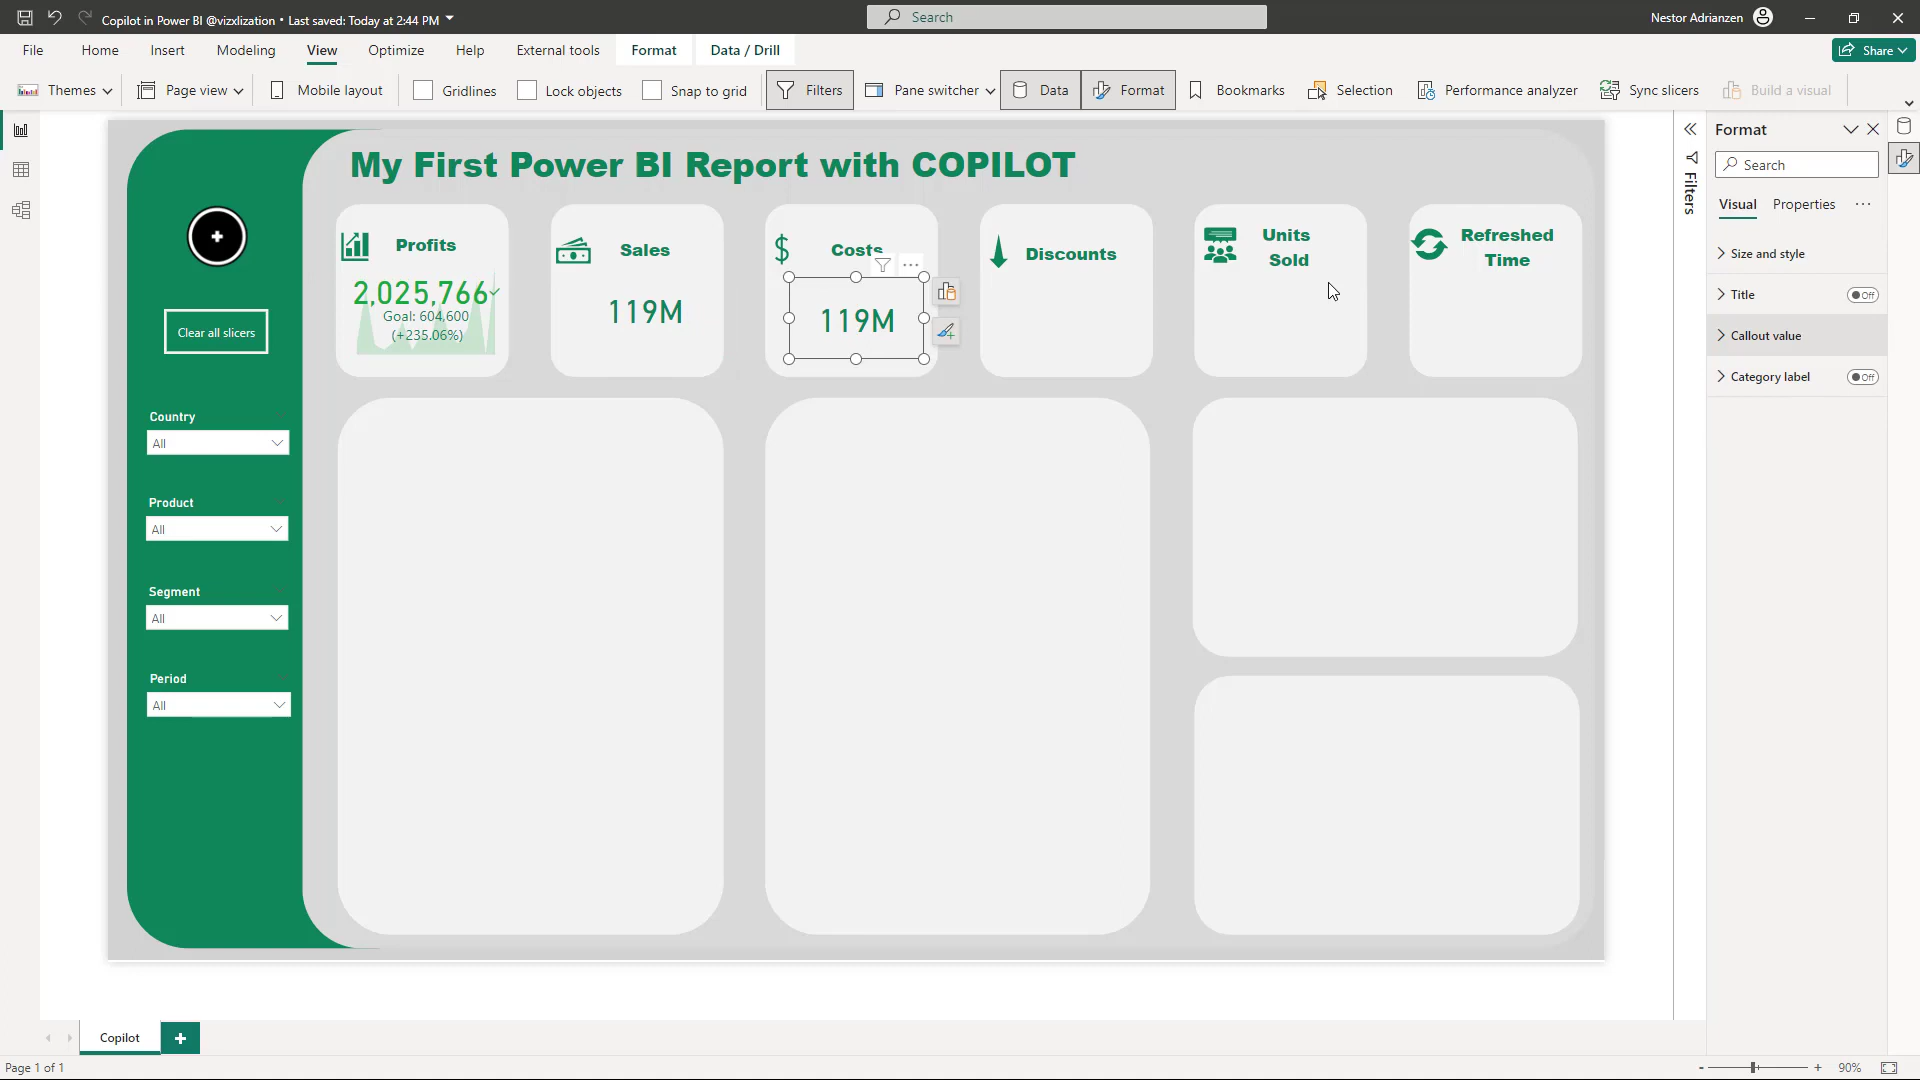 Copilot in Power BI @vizxlization • Last saved: Today at 2:44 PM
Search
Nestor Adrianzen
File
Home
Insert
Modeling
View
Optimize
Help
External tools
Format
Data / Drill
Share
Themes
Page view
Mobile layout
Gridlines
Lock objects
Snap to grid
Filters
Pane switcher
Data
Format
Bookmarks
Selection
Performance analyzer
Sync slicers
Build a visual
My First Power BI Report with COPILOT
Profits
2,025,766
Goal: 604,600
(+235.06%)
Sales
119M
Costs
119M
Discounts
Units
Sold
Refreshed
Time
Clear all slicers
Country
All
Product
All
Segment
All
Period
All
Filters
Format
Search
Visual
Properties
Size and style
Title
Off
Callout value
Category label
Off
Copilot
Page 1 of 1
90%